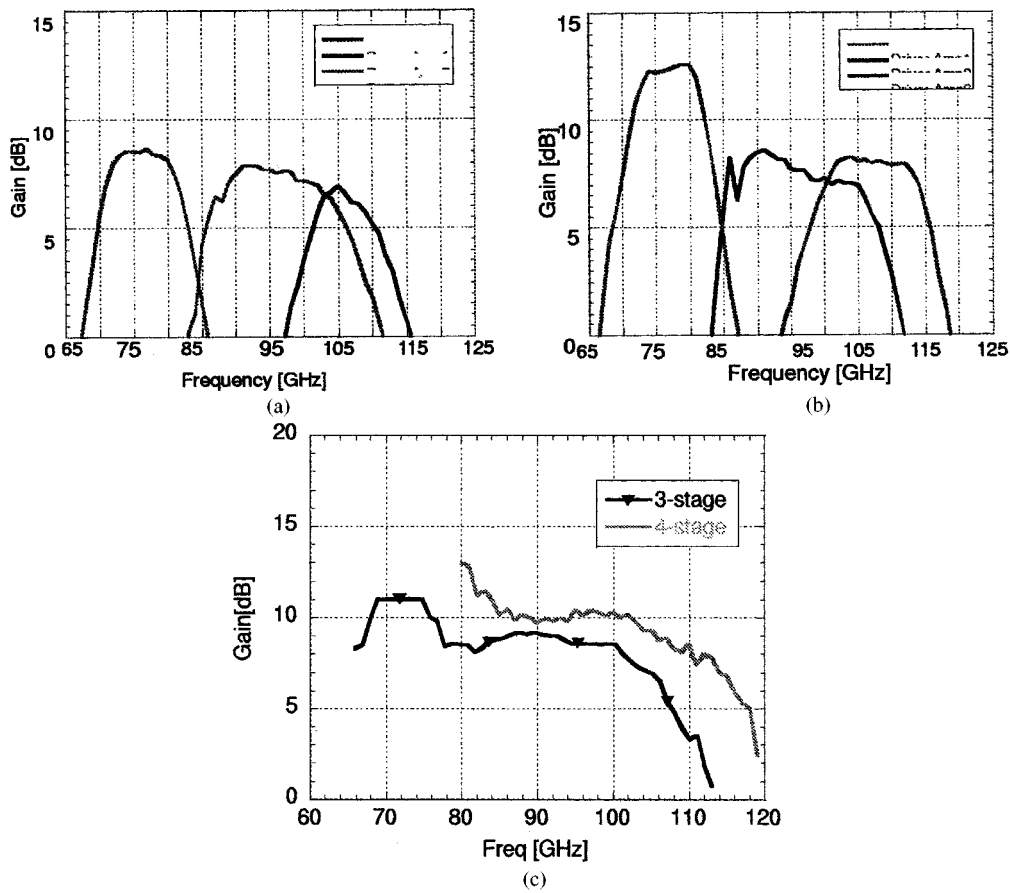 15
10
5
0
Gain [dB]
65 75 85 95 105 115 125
Frequency [GHz]
(a)
15
10
5
0
Gain [dB]
65 75 85 95 105 115 125
Frequency [GHz]
(b)
20
15
10
5
0
Gain[dB]
3-stage
4-stage
60 70 80 90 100 110 120
Freq [GHz]
(c)